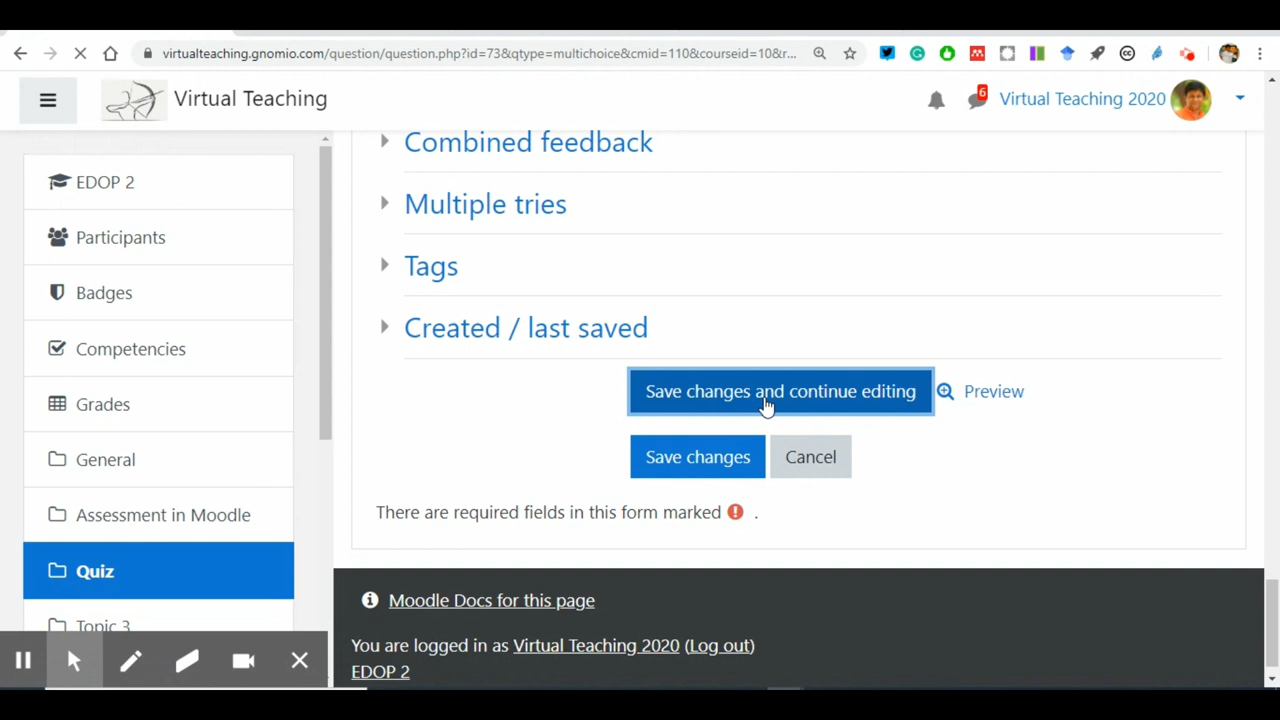 virtualteaching.gnomio.com/question/question.php?id=73&qtype=multichoice&cmid=110&courseid=10&r...
Virtual Teaching
6
Virtual Teaching 2020
EDOP 2
Participants
Badges
Competencies
Grades
General
Assessment in Moodle
Quiz
Topic 3
Combined feedback
Multiple tries
Tags
Created / last saved
Save changes and continue editing
Preview
Save changes
Cancel
There are required fields in this form marked .
Moodle Docs for this page
You are logged in as Virtual Teaching 2020 (Log out)
EDOP 2